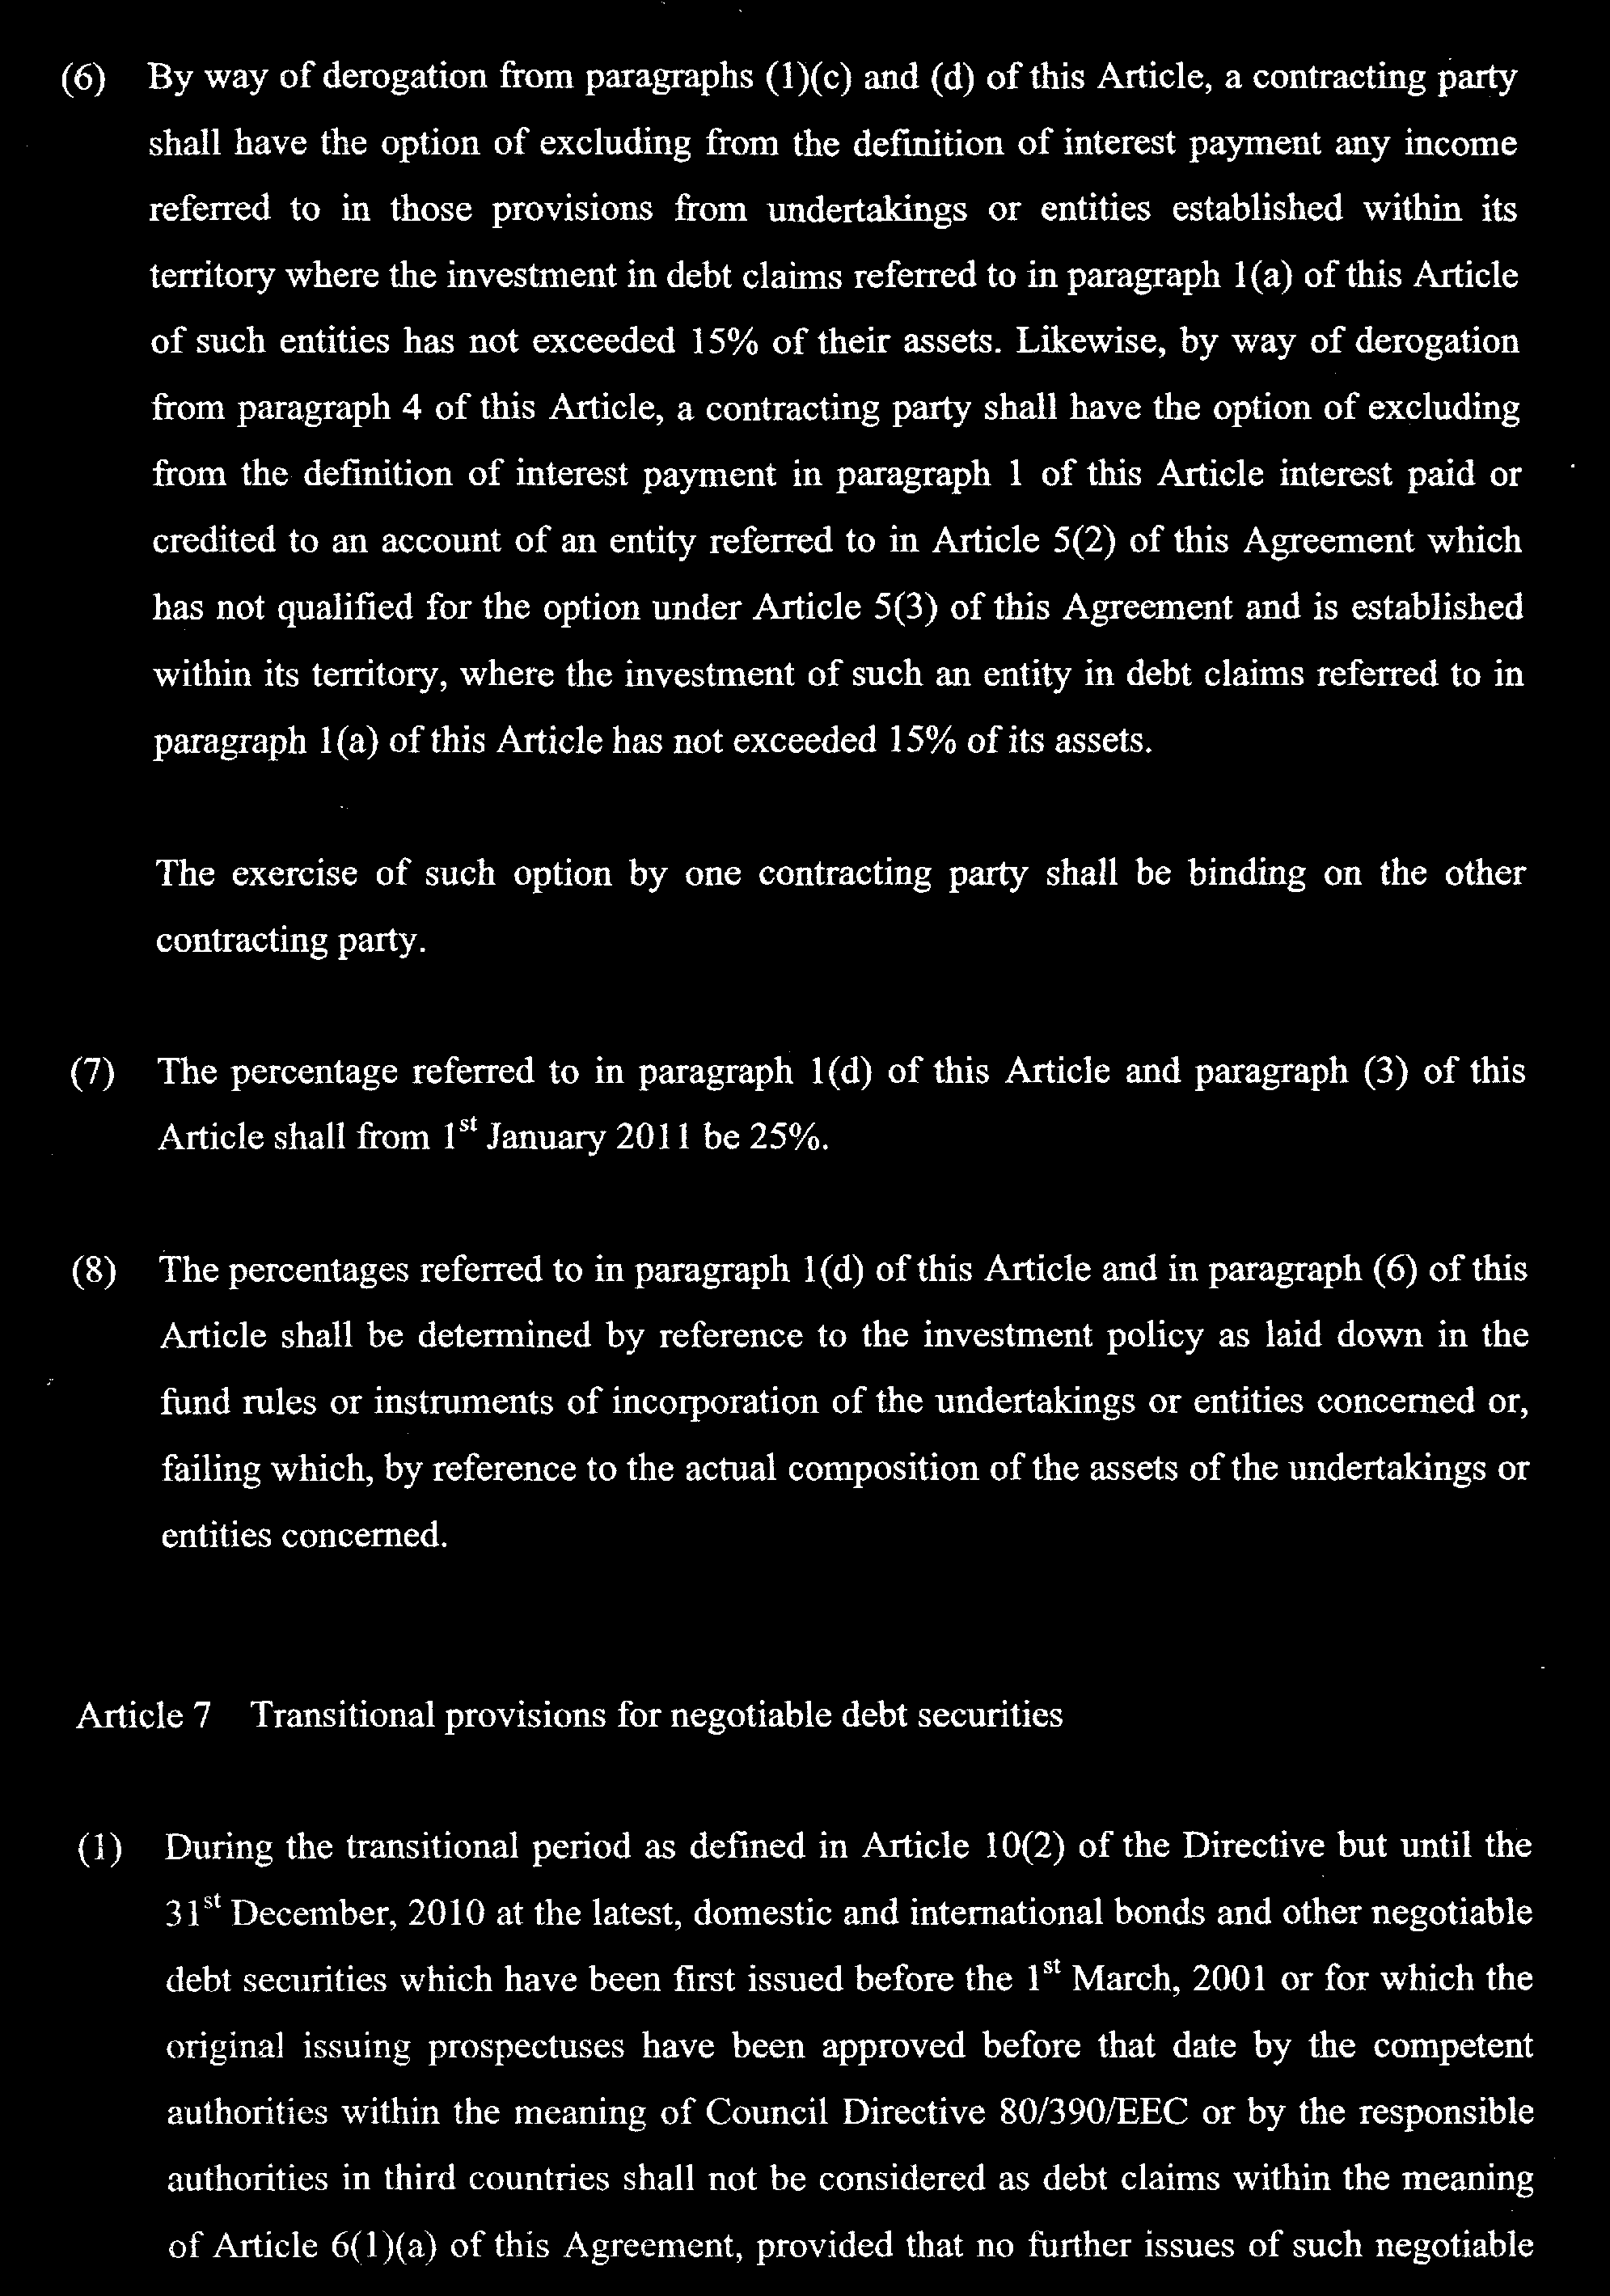 (6) By way of derogation from paragraphs (1)(c) and (d) of this Article, a contracting party
shall have the option of excluding from the definition of interest payment any income
referred to in those provisions from undertakings or entities established within its
territory where the investment in debt claims referred to in paragraph 1(a) of this Article
of such entities has not exceeded 15% of their assets. Likewise, by way of derogation
from paragraph 4 of this Article, a contracting party shall have the option of excluding
from the definition of interest payment in paragraph 1 of this Article interest paid or
credited to an account of an entity referred to in Article 5(2) of this Agreement which
has not qualified for the option under Article 5(3) of this Agreement and is established
within its territory, where the investment of such an entity in debt claims referred to in
paragraph 1(a) of this Article has not exceeded 15% of its assets.
The exercise of such option by one contracting party shall be binding on the other
contracting party.
(7) The percentage referred to in paragraph 1(d) of this Article and paragraph (3) of this
Article shall from 1st January 2011 be 25%.
(8) The percentages referred to in paragraph 1(d) of this Article and in paragraph (6) of this
Article shall be determined by reference to the investment policy as laid down in the
fund rules or instruments of incorporation of the undertakings or entities concerned or,
failing which, by reference to the actual composition of the assets of the undertakings or
entities concerned.
Article 7 Transitional provisions for negotiable debt securities
(1) During the transitional period as defined in Article 10(2) of the Directive but until the
31st December, 2010 at the latest, domestic and international bonds and other negotiable
debt securities which have been first issued before the 1st March, 2001 or for which the
original issuing prospectuses have been approved before that date by the competent
authorities within the meaning of Council Directive 80/390/EEC or by the responsible
authorities in third countries shall not be considered as debt claims within the meaning
of Article 6(1)(a) of this Agreement, provided that no further issues of such negotiable